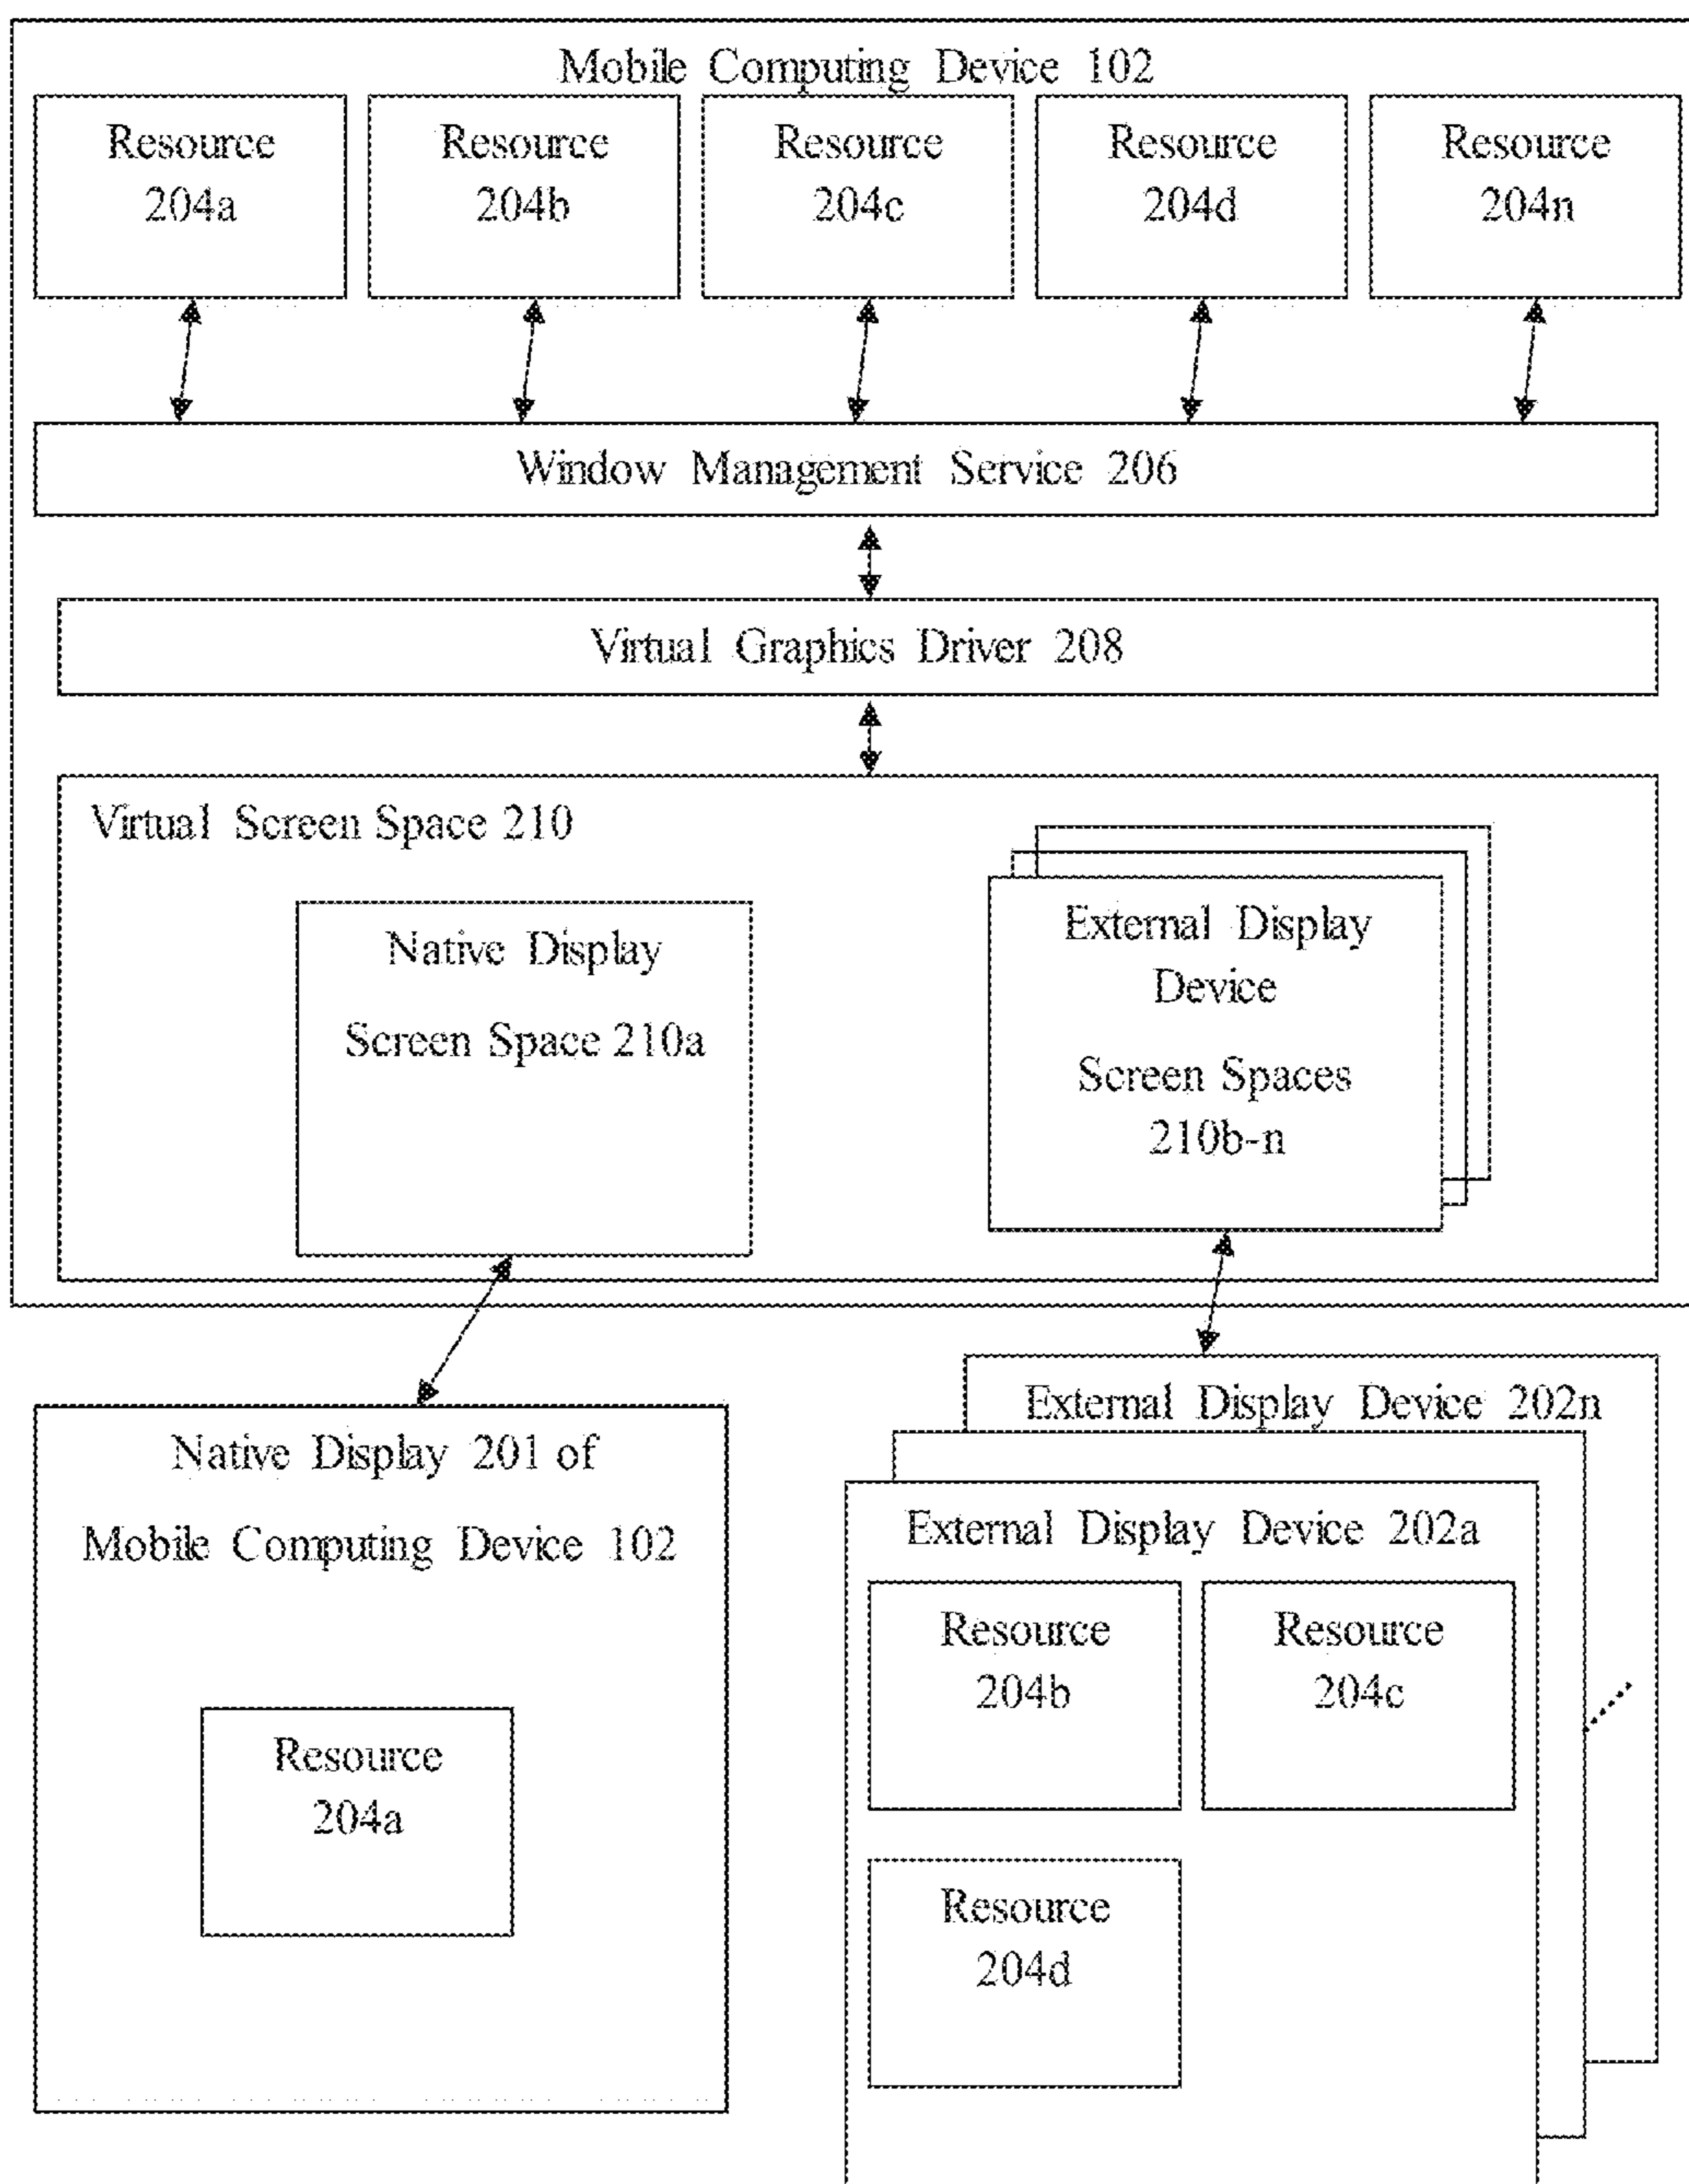 Mobile Computing Device 102
Resource
204a
Resource
204b
Resource
204c
Resource
204d
Resource
204n
Window Management Service 206
Virtual Graphics Driver 208
Virtual Screen Space 210
Native Display
Screen Space 210a
External Display
Device
Screen Spaces
210b-n
Native Display 201 of
Mobile Computing Device 102
Resource
204a
External Display Device 202n
External Display Device 202a
Resource
204b
Resource
204c
Resource
204d